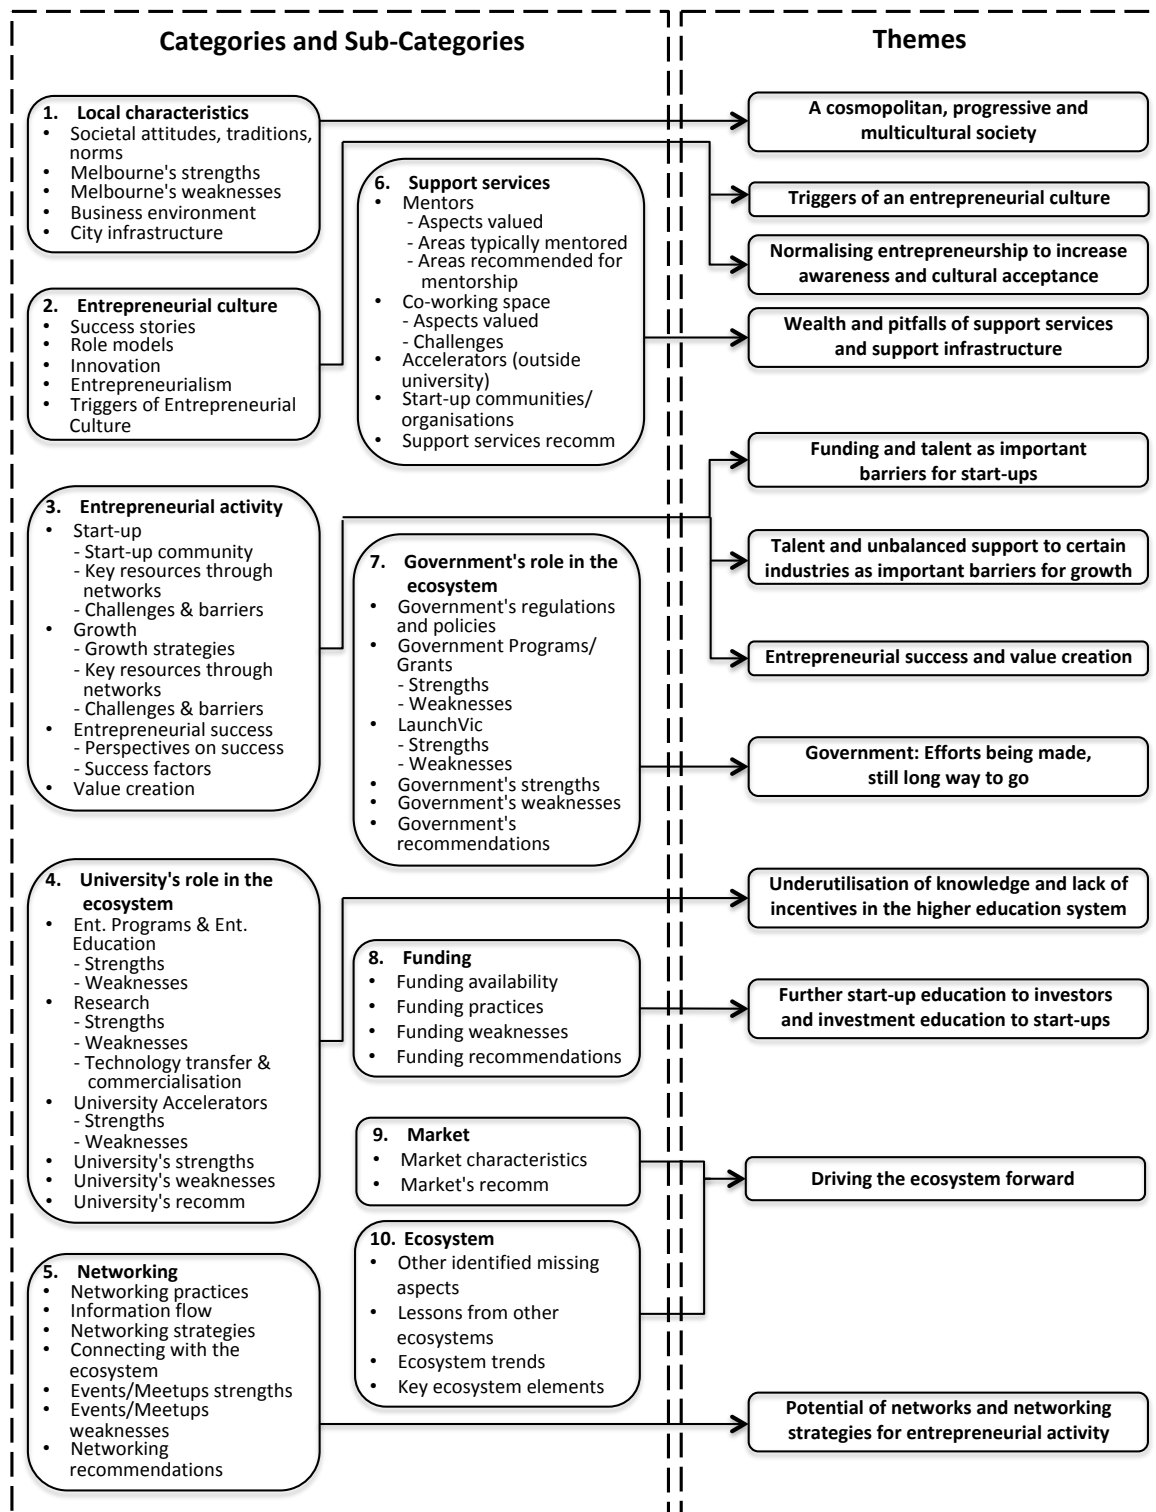 Categories and Sub-Categories
1. Local characteristics
• Societal attitudes, traditions,
norms
• Melbourne's strengths
• Melbourne's weaknesses
• Business environment
• City infrastructure
2. Entrepreneurial culture
• Success stories
• Role models
• Innovation
• Entrepreneurialism
• Triggers of Entrepreneurial
Culture
3. Entrepreneurial activity
• Start-up
- Start-up community
- Key resources through
networks
- Challenges & barriers
• Growth
- Growth strategies
- Key resources through
networks
- Challenges & barriers
• Entrepreneurial success
- Perspectives on success
- Success factors
• Value creation
4. University's role in the
ecosystem
• Ent. Programs & Ent.
Education
- Strengths
- Weaknesses
• Research
- Strengths
- Weaknesses
- Technology transfer &
commercialisation
• University Accelerators
- Strengths
- Weaknesses
• University's strengths
• University's weaknesses
• University's recomm
5. Networking
• Networking practices
• Information flow
• Networking strategies
• Connecting with the
ecosystem
• Events/Meetups strengths
• Events/Meetups
weaknesses
• Networking
recommendations
6. Support services
• Mentors
- Aspects valued
- Areas typically mentored
- Areas recommended for
mentorship
• Co-working space
- Aspects valued
- Challenges
• Accelerators (outside
university)
• Start-up communities/
organisations
• Support services recomm
7. Government's role in the
ecosystem
• Government's regulations
and policies
• Government Programs/
Grants
- Strengths
- Weaknesses
• LaunchVic
- Strengths
- Weaknesses
• Government's strengths
• Government's weaknesses
• Government's
recommendations
8. Funding
• Funding availability
• Funding practices
• Funding weaknesses
• Funding recommendations
9. Market
• Market characteristics
• Market's recomm
10. Ecosystem
• Other identified missing
aspects
• Lessons from other
ecosystems
• Ecosystem trends
• Key ecosystem elements
Themes
A cosmopolitan, progressive and
multicultural society
Triggers of an entrepreneurial culture
Normalising entrepreneurship to increase
awareness and cultural acceptance
Wealth and pitfalls of support services
and support infrastructure
Funding and talent as important
barriers for start-ups
Talent and unbalanced support to certain
industries as important barriers for growth
Entrepreneurial success and value creation
Government: Efforts being made,
still long way to go
Underutilisation of knowledge and lack of
incentives in the higher education system
Further start-up education to investors
and investment education to start-ups
Driving the ecosystem forward
Potential of networks and networking
strategies for entrepreneurial activity